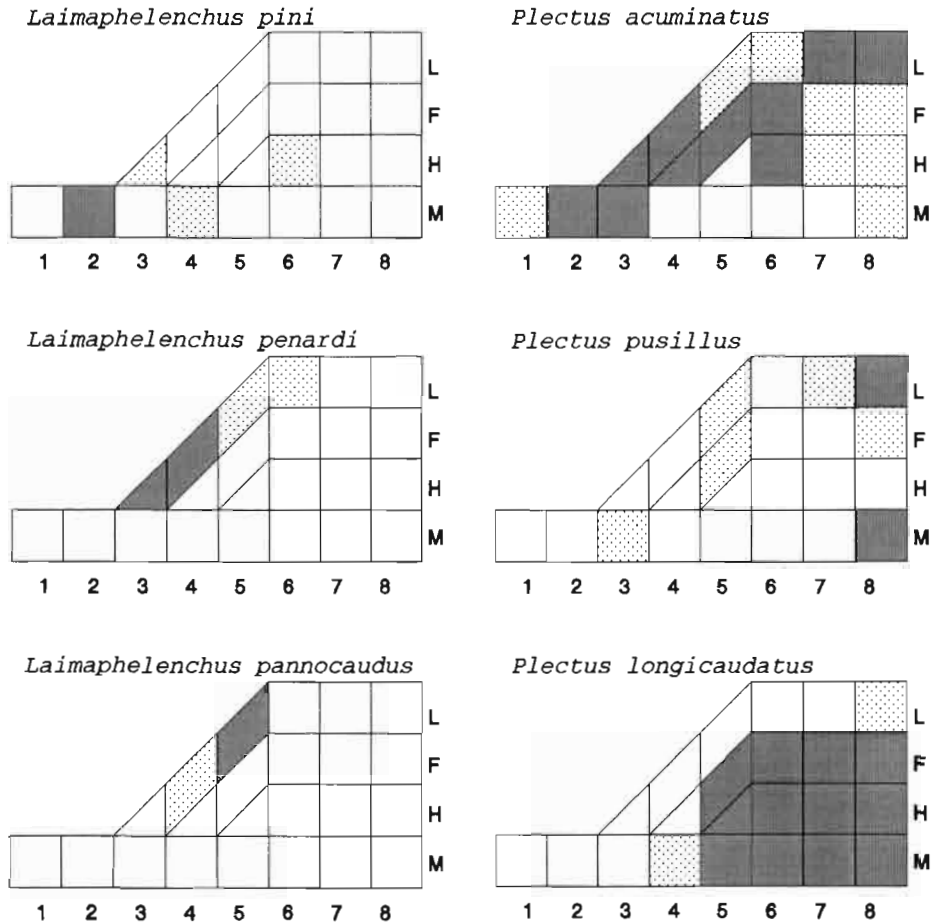 Laimaphelenchus pini
L
F
H
M
1 2 3 4 5 6 7 8
Plectus acuminatus
L
F
H
M
1 2 3 4 5 6 7 8
Laimaphelenchus penardi
L
F
H
M
1 2 3 4 5 6 7 8
Plectus pusillus
L
F
H
M
1 2 3 4 5 6 7 8
Laimaphelenchus pannocaudus
L
F
H
M
1 2 3 4 5 6 7 8
Plectus longicaudatus
L
F
H
M
1 2 3 4 5 6 7 8